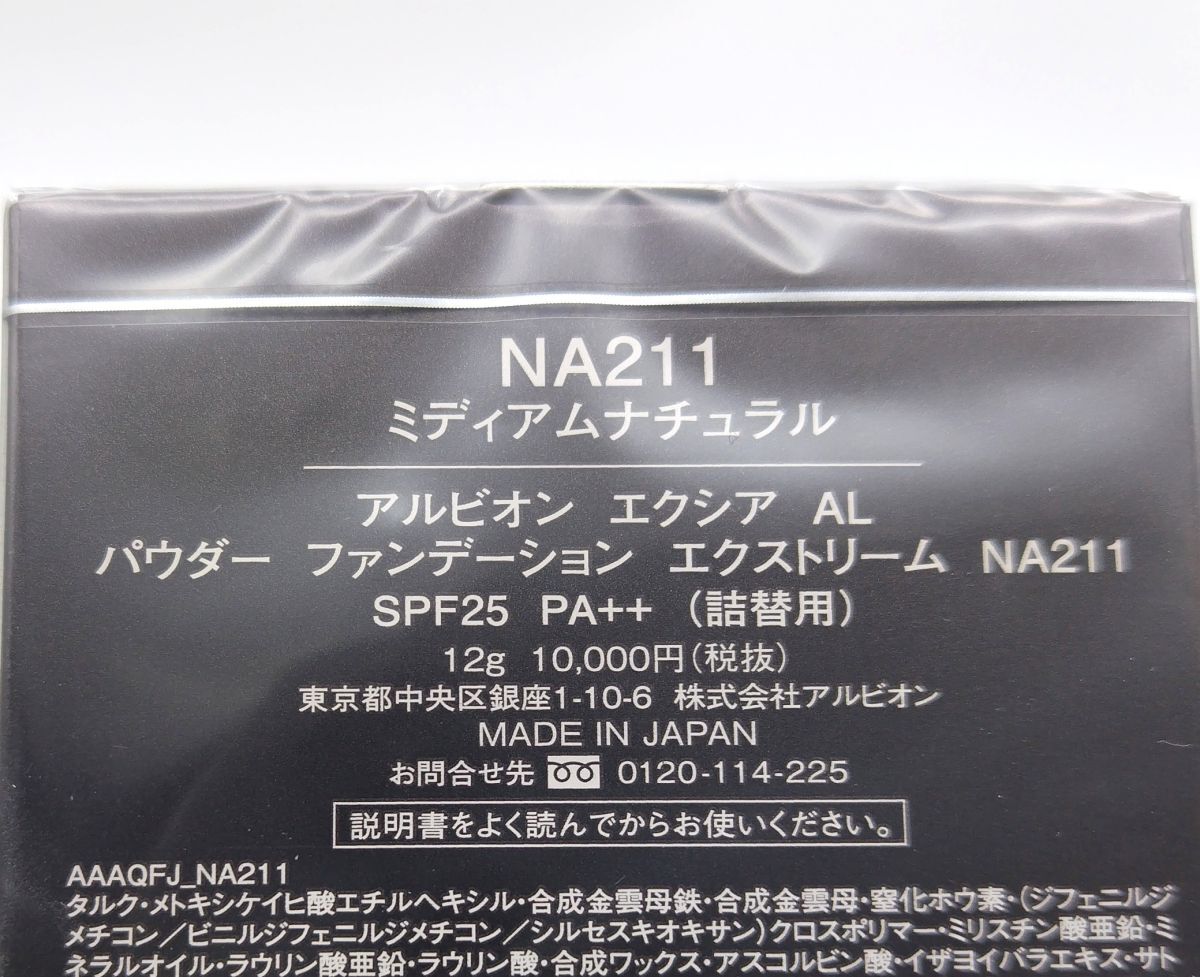 NA211
ミディアムナチュラル
アルビオン エクシア AL
パウダー ファンデーション エクストリーム NA211
SPF25 PA++ (詰替用)
12g 10,000円(税抜)
東京都中央区銀座1-10-6 株式会社アルビオン
MADE IN JAPAN
お問合せ先 0120-114-225
説明書をよく読んでからお使いください。
AAAQFJ_NA211
タルク・メトキシケイヒ酸エチルヘキシル・合成金雲母鉄・合成金雲母・窒化ホウ素・(ジフェニルジ
メチコン/ビニルジフェニルジメチコン/シルセスキオキサン)クロスポリマー・ミリスチン酸亜鉛・ミ
ネラルオイル・ラウリン酸亜鉛・ラウリン酸・合成ワックス・アスコルビン酸・イザヨイバラエキス・サト